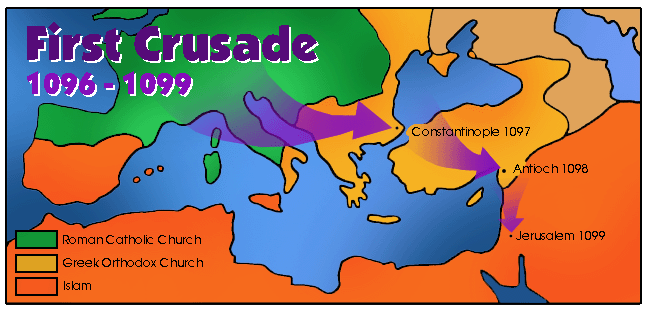 First Crusade
1096 - 1099
Constantinople 1097
Antioch 1098
Jerusalem 1099
Roman Catholic Church
Greek Orthodox Church
Islam